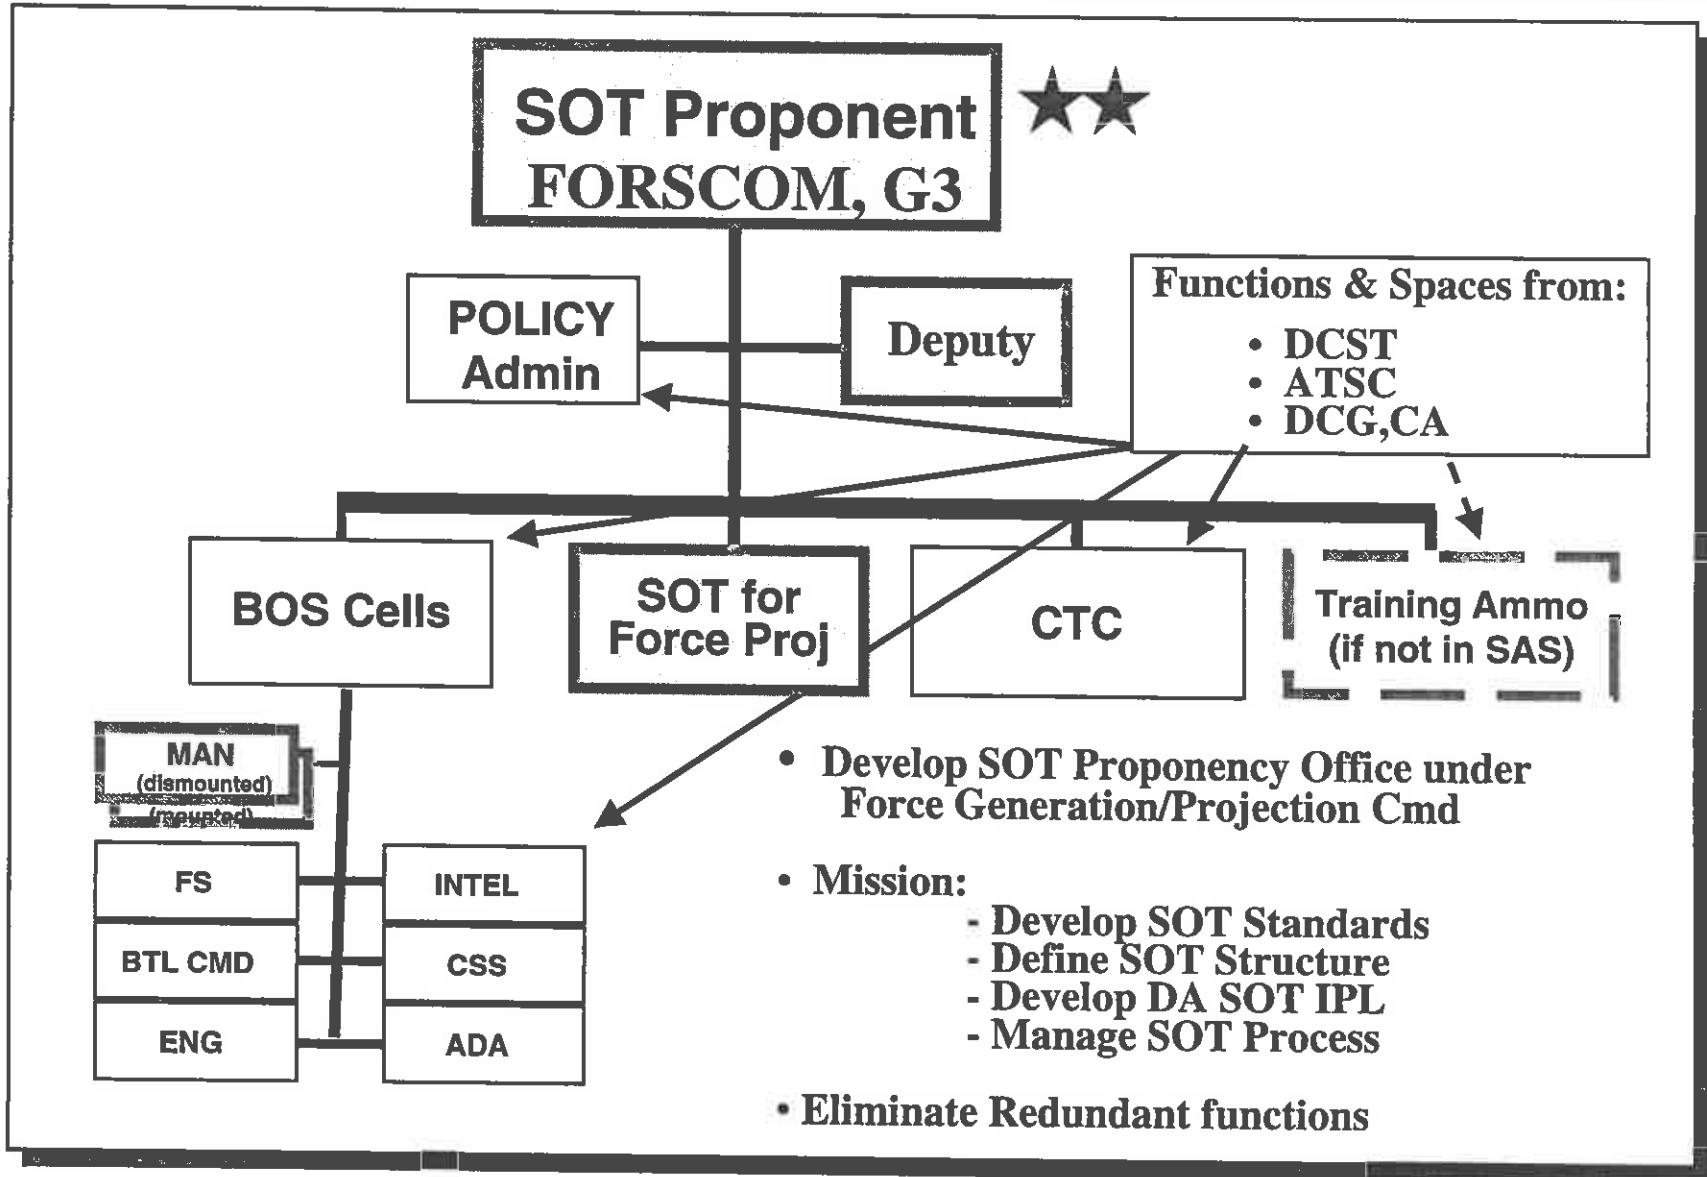 SOT Proponent
FORSCOM, G3
POLICY
Admin
Deputy
Functions & Spaces from:
• DCST
• ATSC
• DCG,CA
BOS Cells
SOT for
Force Proj
CTC
Training Ammo
(if not in SAS)
MAN
(dismounted)
(mounted)
FS
INTEL
BTL CMD
CSS
ENG
ADA
• Develop SOT Proponency Office under
Force Generation/Projection Cmd
• Mission:
- Develop SOT Standards
- Define SOT Structure
- Develop DA SOT IPL
- Manage SOT Process
• Eliminate Redundant functions